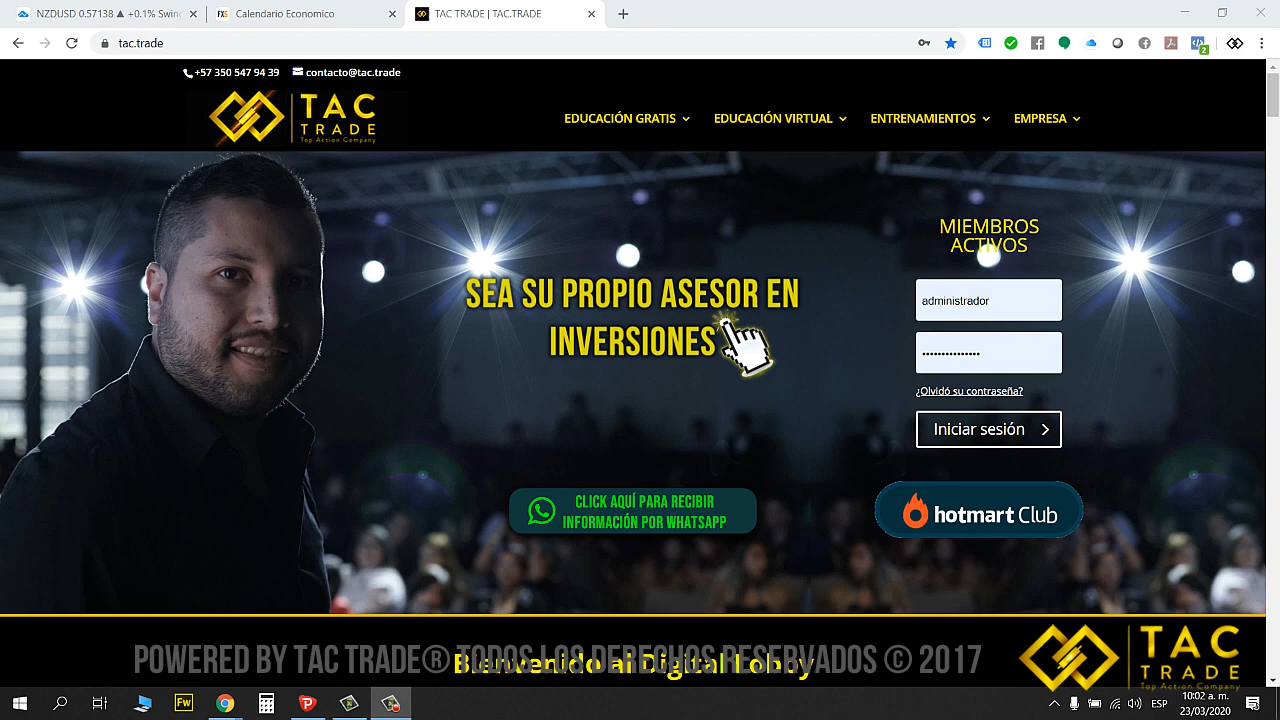 NZDUSD 0.57138 ▲ +0.1% Swing
Calendario Economico
TAC TRADE | TAC.TRADE
tac.trade
+57 350 547 94 39
contacto@tac.trade
TAC
TRADE
Top Action Company
EDUCACIÓN GRATIS
EDUCACIÓN VIRTUAL
ENTRENAMIENTOS
EMPRESA
MIEMBROS
ACTIVOS
SEA SU PROPIO ASESOR EN
INVERSIONES
administrador
••••••••••••••
¿Olvidó su contraseña?
Iniciar sesión
CLICK AQUÍ PARA RECIBIR
INFORMACIÓN POR WHATSAPP
hotmart Club
Bienvenido al Digital Lobby
POWERED BY TAC TRADE® TODOS LOS DERECHOS RESERVADOS © 2017
TAC
TRADE
Top Action Company
Fw
ESP
10:02 a. m.
23/03/2020